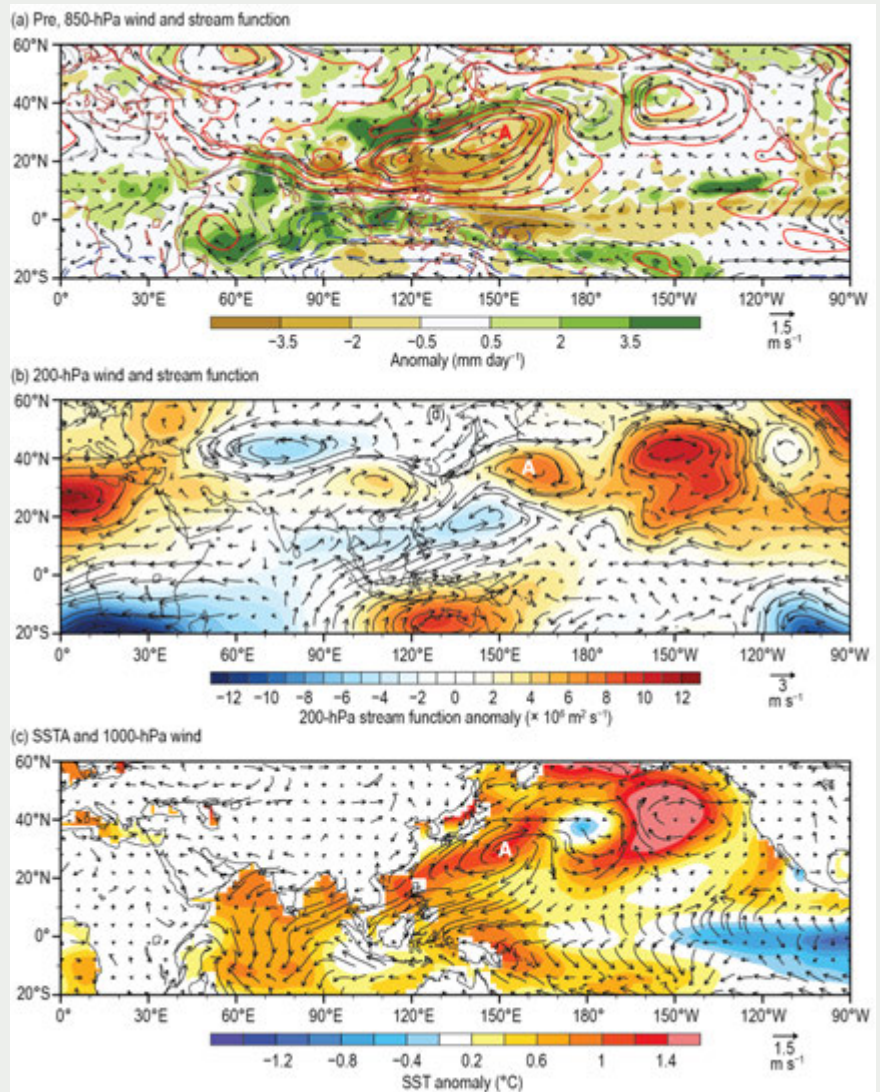 (a) Pre, 850-hPa wind and stream function
60°N
40°N
A
20°N
0°
20°S
0° 30°E 60°E 90°E 120°E 150°E 180° 150°W 120°W 90°W
−3.5 −2 −0.5 0.5 2 3.5
Anomaly (mm day⁻¹)
1.5
m s⁻¹
(b) 200-hPa wind and stream function
60°N
(d)
40°N
A
20°N
0°
20°S
0° 30°E 60°E 90°E 120°E 150°E 180° 150°W 120°W 90°W
−12 −10 −8 −6 −4 −2 0 2 4 6 8 10 12
200-hPa stream function anomaly (× 10⁶ m² s⁻¹)
3
m s⁻¹
(c) SSTA and 1000-hPa wind
60°N
40°N
A
20°N
0°
20°S
0° 30°E 60°E 90°E 120°E 150°E 180° 150°W 120°W 90°W
−1.2 −0.8 −0.4 0.2 0.6 1 1.4
SST anomaly (°C)
1.5
m s⁻¹